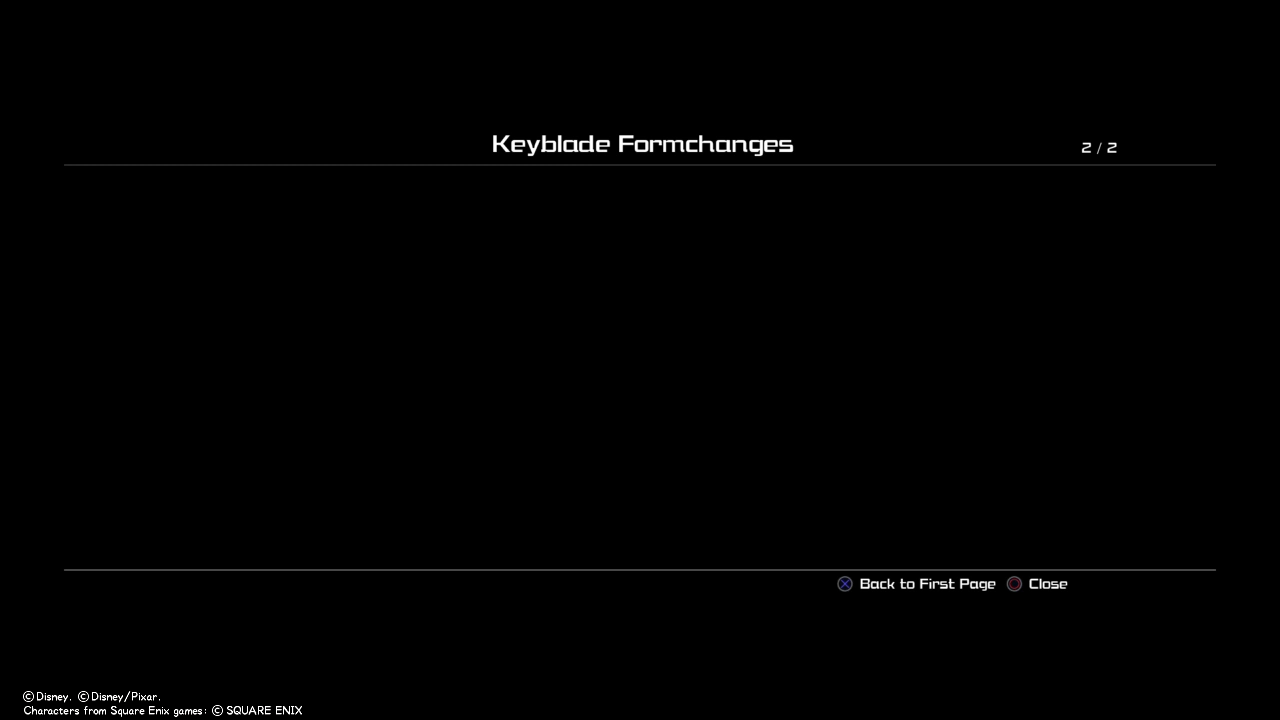 Keyblade Formchanges
2 / 2
Back to First Page Close
©Disney. ©Disney/Pixar.
Characters from Square Enix games: © SQUARE ENIX